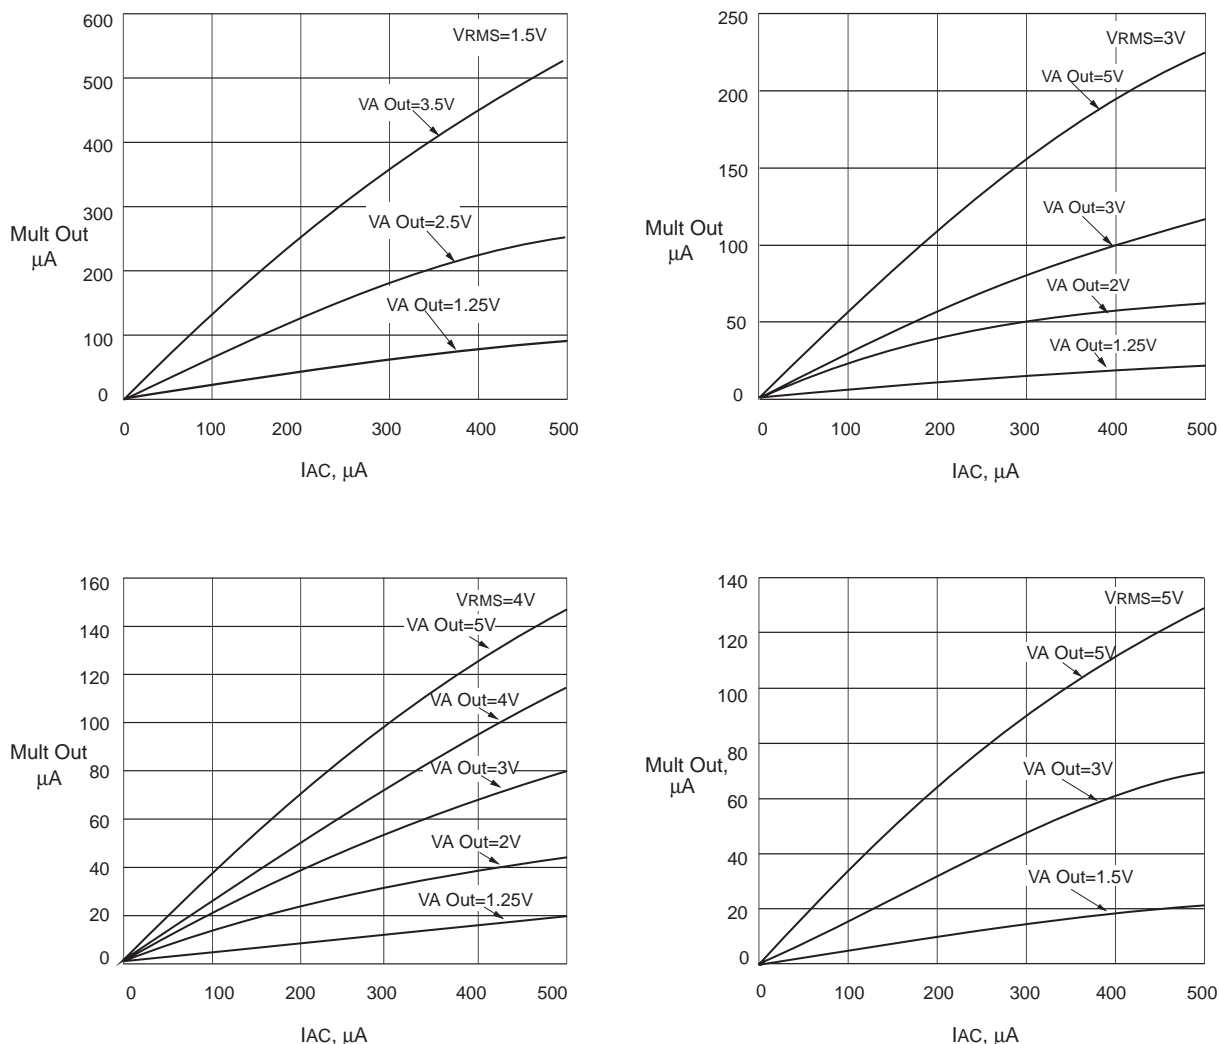 600
500
400
300
200
100
0
Mult Out
µA
VRMS=1.5V
VA Out=3.5V
VA Out=2.5V
VA Out=1.25V
0 100 200 300 400 500
IAC, µA
250
200
150
100
50
0
Mult Out
µA
VRMS=3V
VA Out=5V
VA Out=3V
VA Out=2V
VA Out=1.25V
0 100 200 300 400 500
IAC, µA
160
140
120
100
80
60
40
20
0
Mult Out
µA
VRMS=4V
VA Out=5V
VA Out=4V
VA Out=3V
VA Out=2V
VA Out=1.25V
0 100 200 300 400 500
IAC, µA
140
120
100
80
60
40
20
0
Mult Out,
µA
VRMS=5V
VA Out=5V
VA Out=3V
VA Out=1.5V
0 100 200 300 400 500
IAC, µA